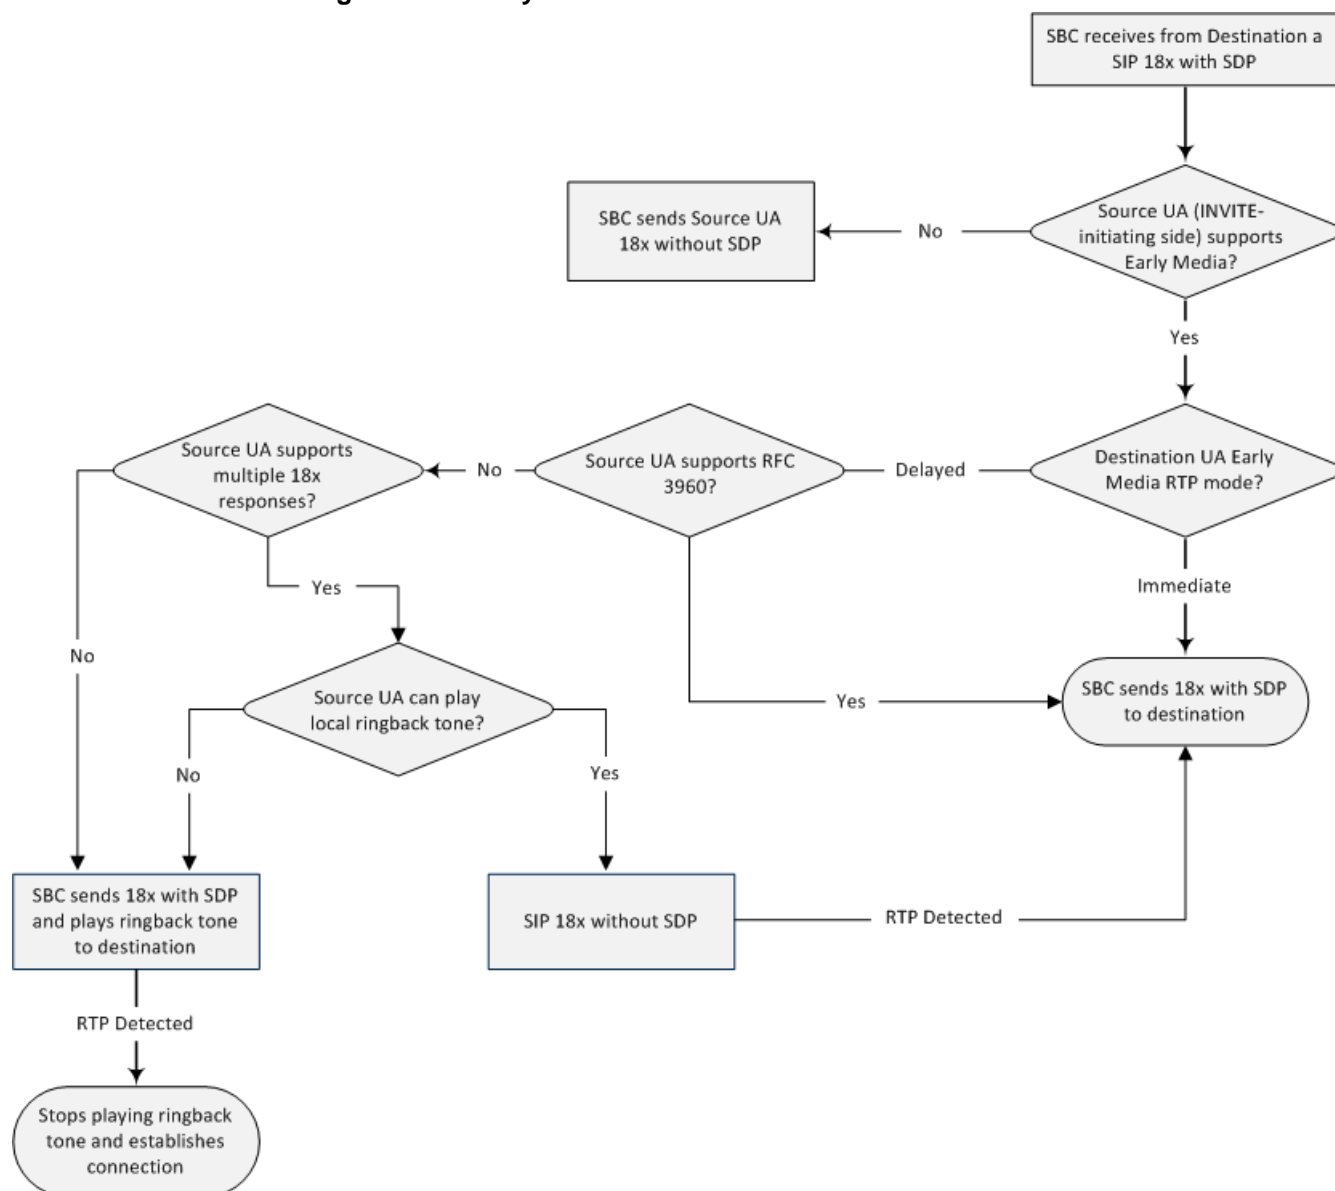 SBC receives from Destination a
SIP 18x with SDP
Source UA (INVITE-
initiating side) supports
Early Media?
No
SBC sends Source UA
18x without SDP
Yes
Destination UA Early
Media RTP mode?
Delayed
Source UA supports RFC
3960?
No
Source UA supports
multiple 18x
responses?
Immediate
Yes
No
SBC sends 18x with SDP
to destination
Yes
Source UA can play
local ringback tone?
No
Yes
SBC sends 18x with SDP
and plays ringback tone
to destination
SIP 18x without SDP
RTP Detected
RTP Detected
Stops playing ringback
tone and establishes
connection